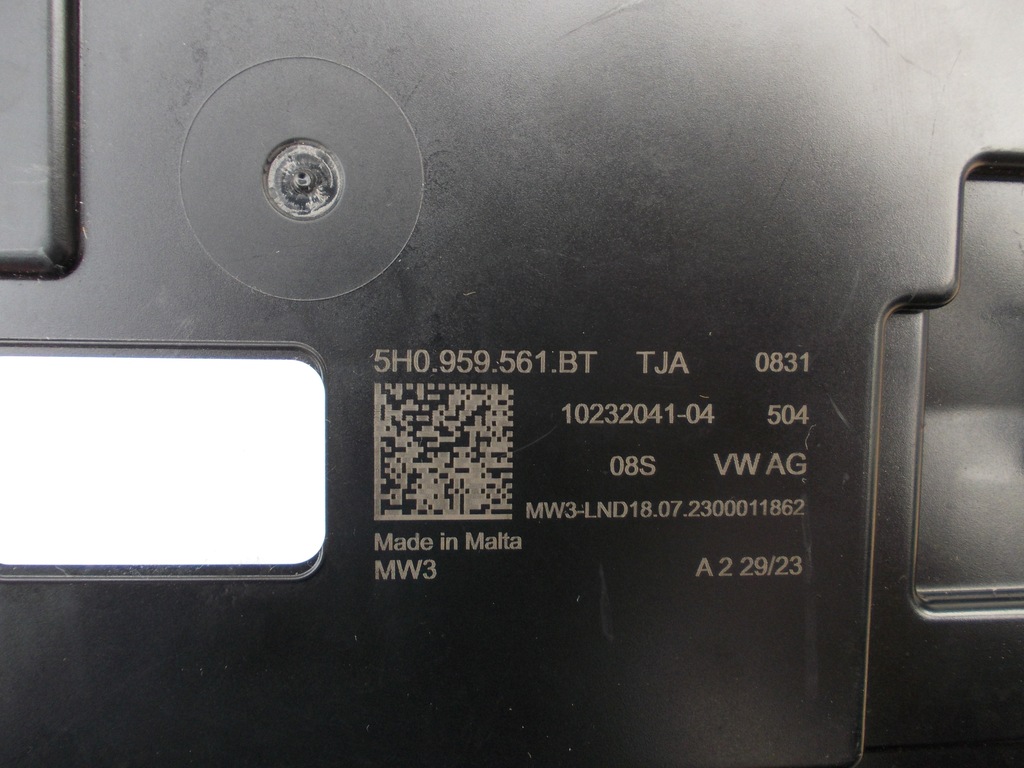 5H0.959.561.BT TJA 0831
10232041-04 504
08S VW AG
MW3-LND18.07.2300011862
Made in Malta
MW3 A 2 29/23